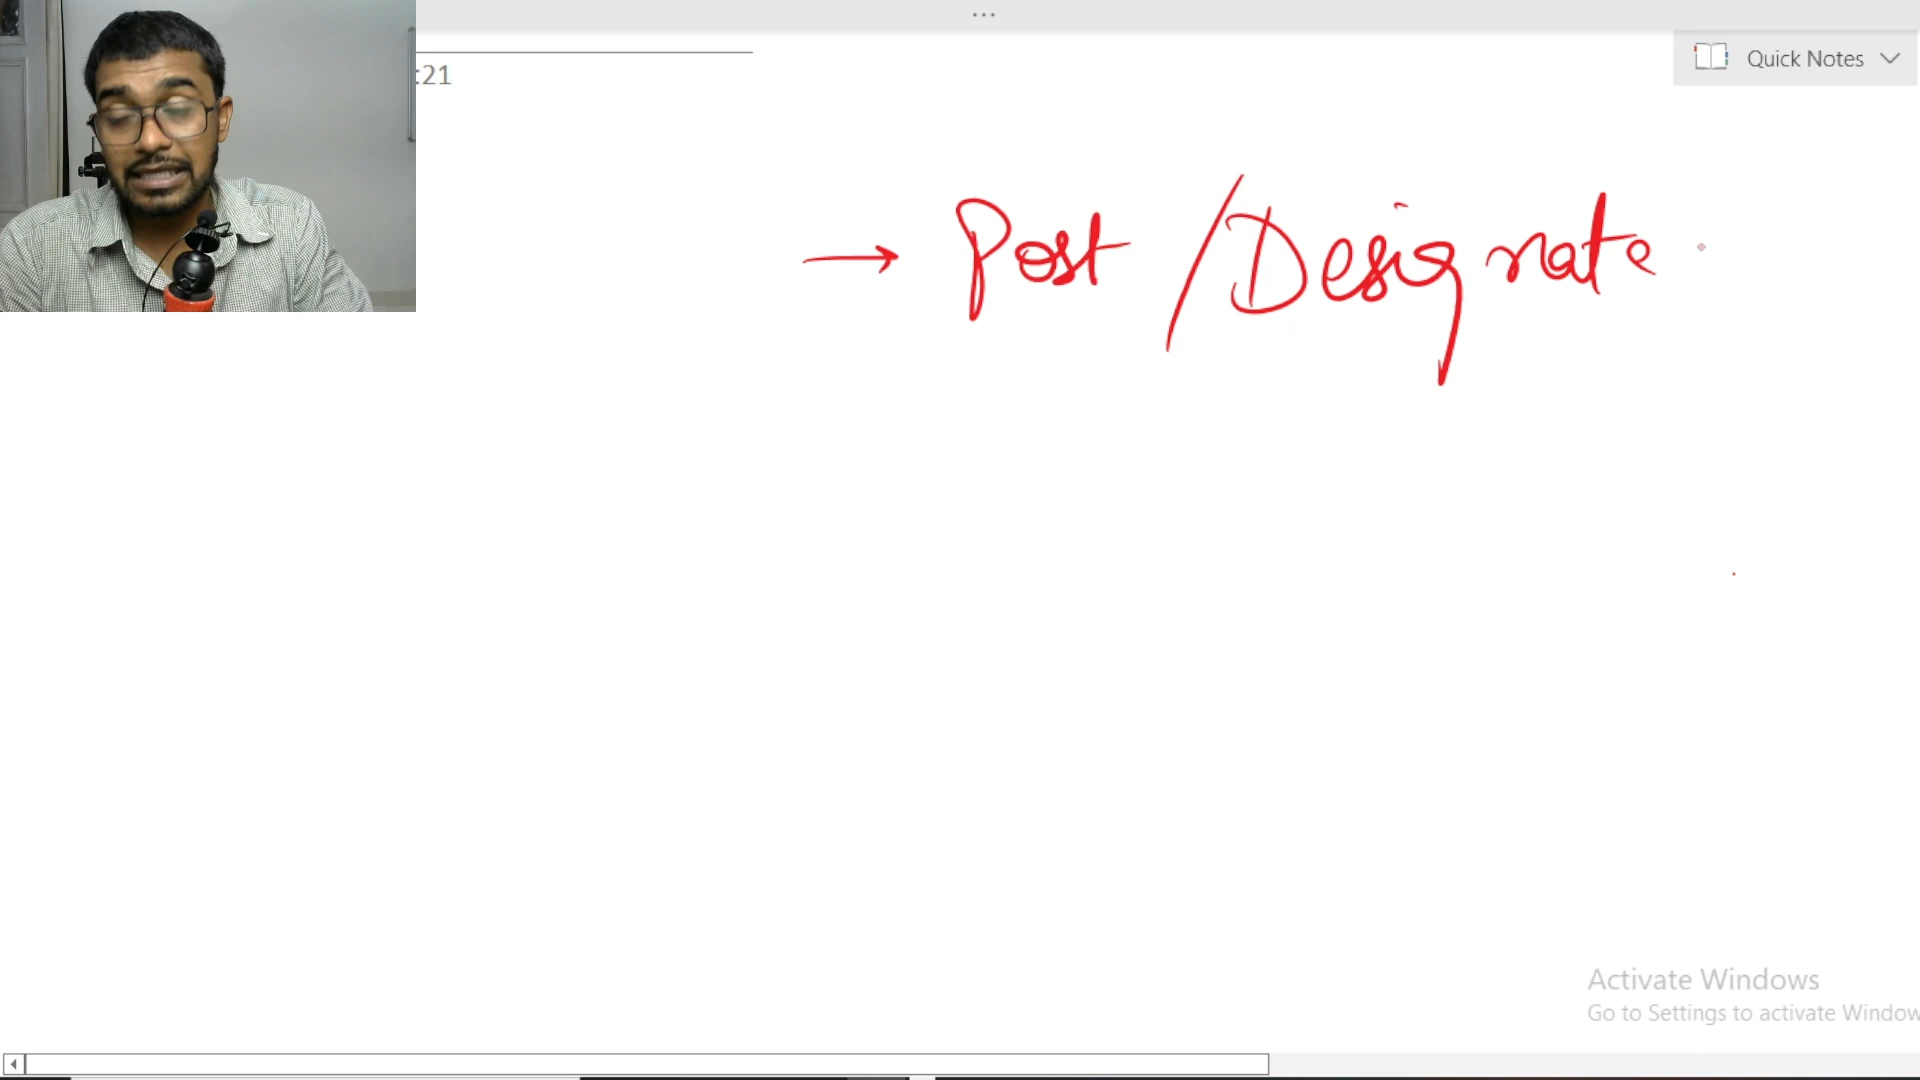 ...
Quick Notes
:21
→ Post / Designate
Activate Windows
Go to Settings to activate Window